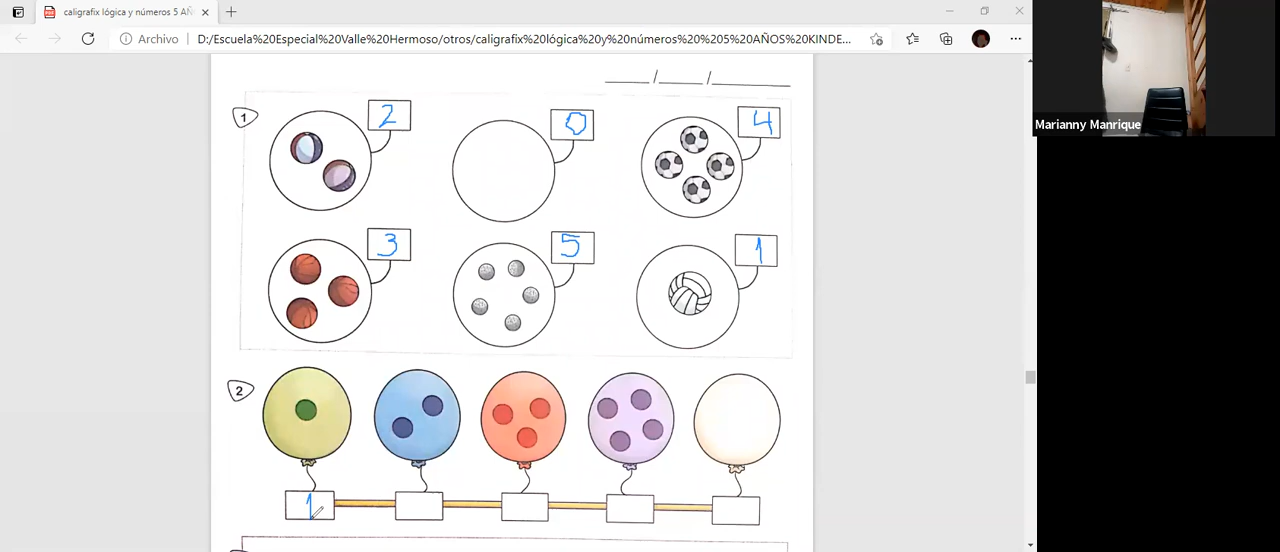 caligrafix lógica y números 5 AÑ
Archivo
D:/Escuela%20Especial%20Valle%20Hermoso/otros/caligrafix%20lógica%20y%20números%20%205%20AÑOS%20KINDE...
Marianny Manrique
1
2
0
4
3
5
1
2
1